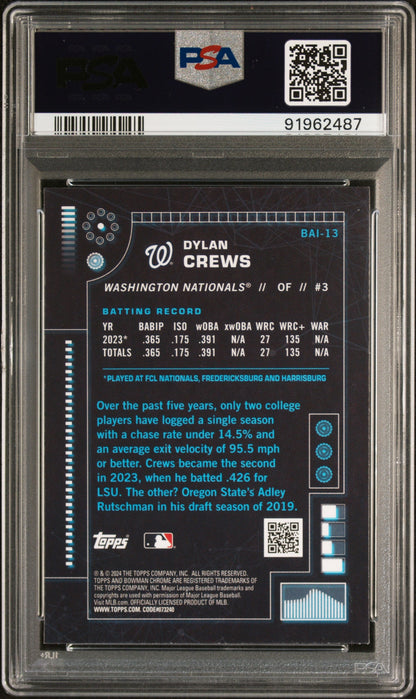 PSA
PSA
91962487
BAI-13
W
DYLAN
CREWS
WASHINGTON NATIONALS® // OF // #3
BATTING RECORD
YR BABIP ISO wOBA xwOBA WRC WRC+ WAR
2023* .365 .175 .391 N/A 27 135 N/A
TOTALS .365 .175 .391 N/A 27 135 N/A
*PLAYED AT FCL NATIONALS, FREDERICKSBURG AND HARRISBURG
Over the past five years, only two college
players have logged a single season
with a chase rate under 14.5% and
an average exit velocity of 95.5 mph
or better. Crews became the second
in 2023, when he batted .426 for
LSU. The other? Oregon State's Adley
Rutschman in his draft season of 2019.
Topps
® & © 2024 THE TOPPS COMPANY, INC. ALL RIGHTS RESERVED.
TOPPS AND BOWMAN CHROME ARE REGISTERED TRADEMARKS OF
THE TOPPS COMPANY, INC. Major League Baseball trademarks and
copyrights are used with permission of Major League Baseball.
Visit MLB.com. OFFICIALLY LICENSED PRODUCT OF MLB.
WWW.TOPPS.COM. CODE#073240